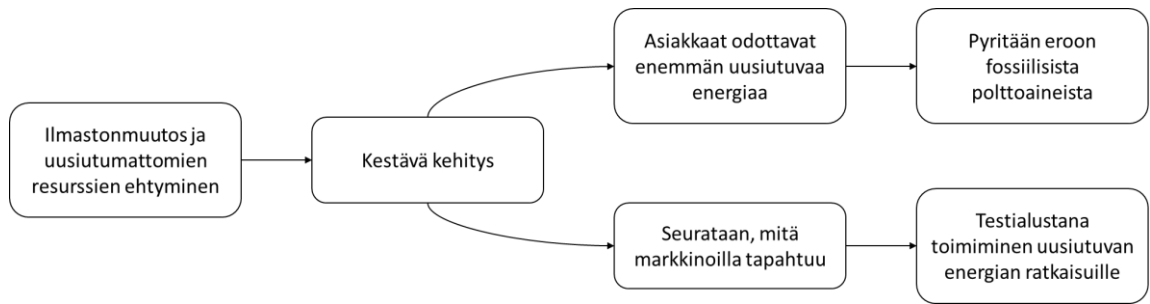 Ilmastonmuutos ja
uusiutumattomien
resurssien ehtyminen
Kestävä kehitys
Asiakkaat odottavat
enemmän uusiutuvaa
energiaa
Pyritään eroon
fossiilisista
polttoaineista
Seurataan, mitä
markkinoilla tapahtuu
Testialustana
toimiminen uusiutuvan
energian ratkaisuille